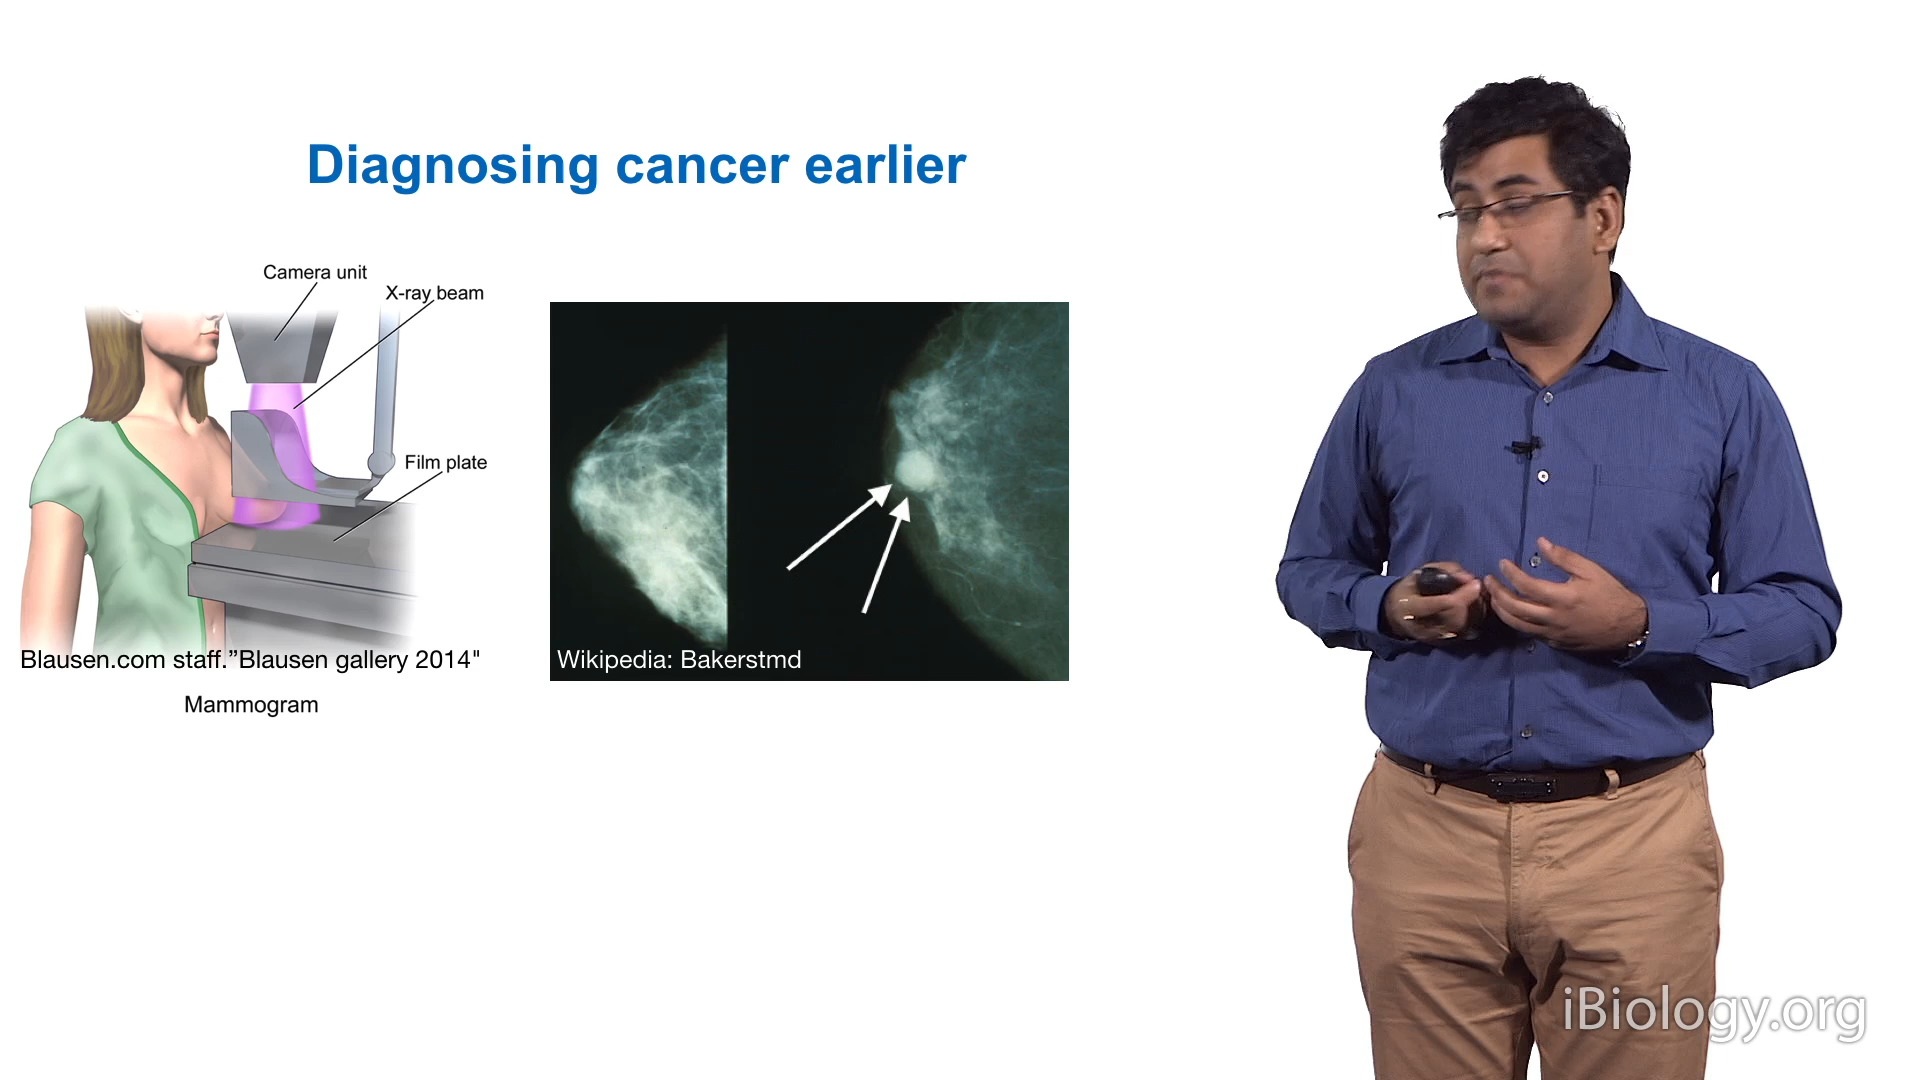 Diagnosing cancer earlier
Camera unit
X-ray beam
Film plate
Blausen.com staff.”Blausen gallery 2014"
Mammogram
Wikipedia: Bakerstmd
iBiology.org